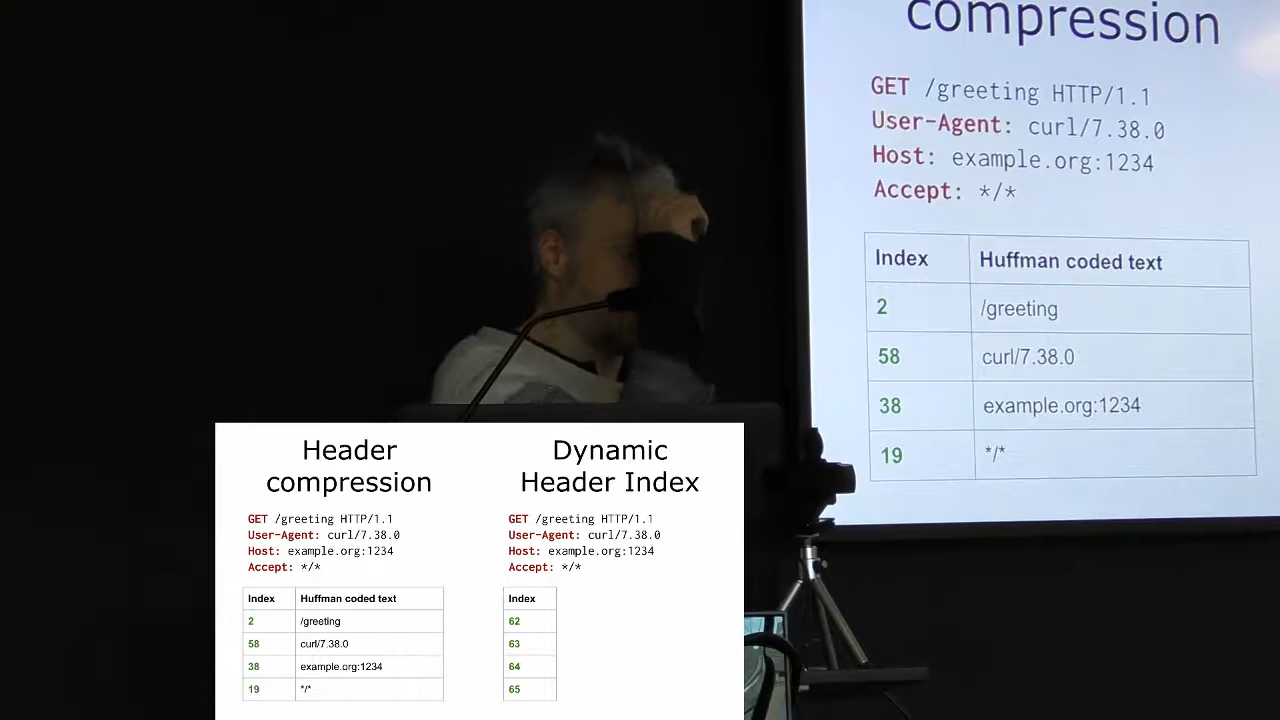 compression
GET /greeting HTTP/1.1
User-Agent: curl/7.38.0
Host: example.org:1234
Accept: */*
Index Huffman coded text
2 /greeting
58 curl/7.38.0
38 example.org:1234
19 */*
Header
compression
GET /greeting HTTP/1.1
User-Agent: curl/7.38.0
Host: example.org:1234
Accept: */*
Index Huffman coded text
2 /greeting
58 curl/7.38.0
38 example.org:1234
19 */*
Dynamic
Header Index
GET /greeting HTTP/1.1
User-Agent: curl/7.38.0
Host: example.org:1234
Accept: */*
Index
62
63
64
65